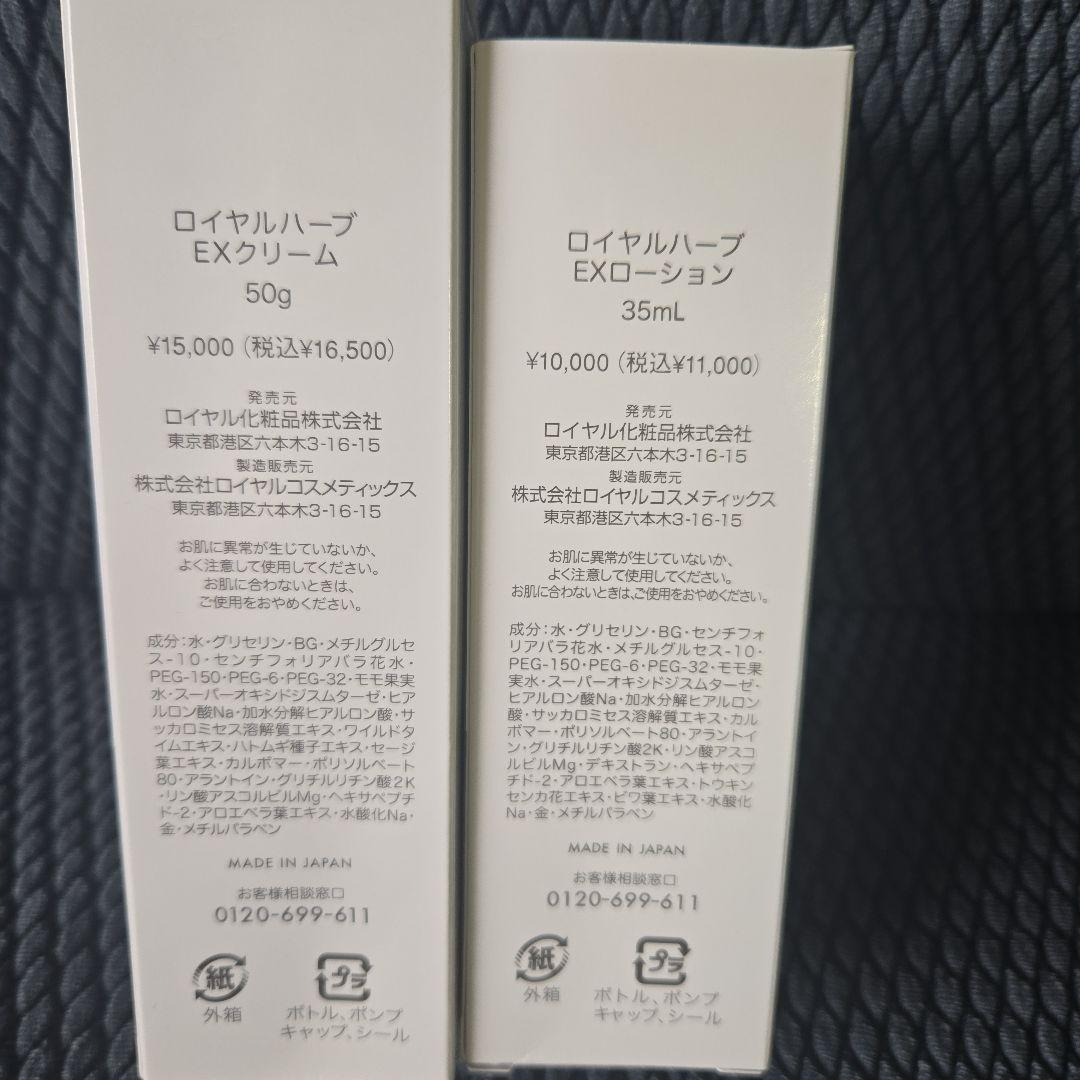 ロイヤルハーブ
EXクリーム
50g
¥15,000（税込¥16,500）
発売元
ロイヤル化粧品株式会社
東京都港区六本木3-16-15
製造販売元
株式会社ロイヤルコスメティックス
東京都港区六本木3-16-15
お肌に異常が生じていないか、
よく注意して使用してください。
お肌に合わないときは、
ご使用をおやめください。
成分：水・グリセリン・BG・メチルグルセ
ス-10・センチフォリアバラ花水・
PEG-150・PEG-6・PEG-32・モモ果実
水・スーパーオキシドジスムターゼ・ヒア
ルロン酸Na・加水分解ヒアルロン酸・サ
ッカロミセス溶解質エキス・ワイルドタ
イムエキス・ハトムギ種子エキス・セージ
葉エキス・カルボマー・ポリソルベート
80・アラントイン・グリチルリチン酸2K
・リン酸アスコルビルMg・ヘキサペプチ
ド-2・アロエベラ葉エキス・水酸化Na・
金・メチルパラベン
MADE IN JAPAN
お客様相談窓口
0120-699-611
紙
外箱
プラ
ボトル、ポンプ
キャップ、シール
ロイヤルハーブ
EXローション
35mL
¥10,000（税込¥11,000）
発売元
ロイヤル化粧品株式会社
東京都港区六本木3-16-15
製造販売元
株式会社ロイヤルコスメティックス
東京都港区六本木3-16-15
お肌に異常が生じていないか、
よく注意して使用してください。
お肌に合わないときは、ご使用をおやめください。
成分：水・グリセリン・BG・センチフォ
リアバラ花水・メチルグルセス-10・
PEG-150・PEG-6・PEG-32・モモ果
実水・スーパーオキシドジスムターゼ・
ヒアルロン酸Na・加水分解ヒアルロン
酸・サッカロミセス溶解質エキス・カル
ボマー・ポリソルベート80・アラントイ
ン・グリチルリチン酸2K・リン酸アスコ
ルビルMg・デキストラン・ヘキサペプ
チド-2・アロエベラ葉エキス・トウキン
センカ花エキス・ビワ葉エキス・水酸化
Na・金・メチルパラベン
MADE IN JAPAN
お客様相談窓口
0120-699-611
紙
外箱
プラ
ボトル、ポンプ
キャップ、シール